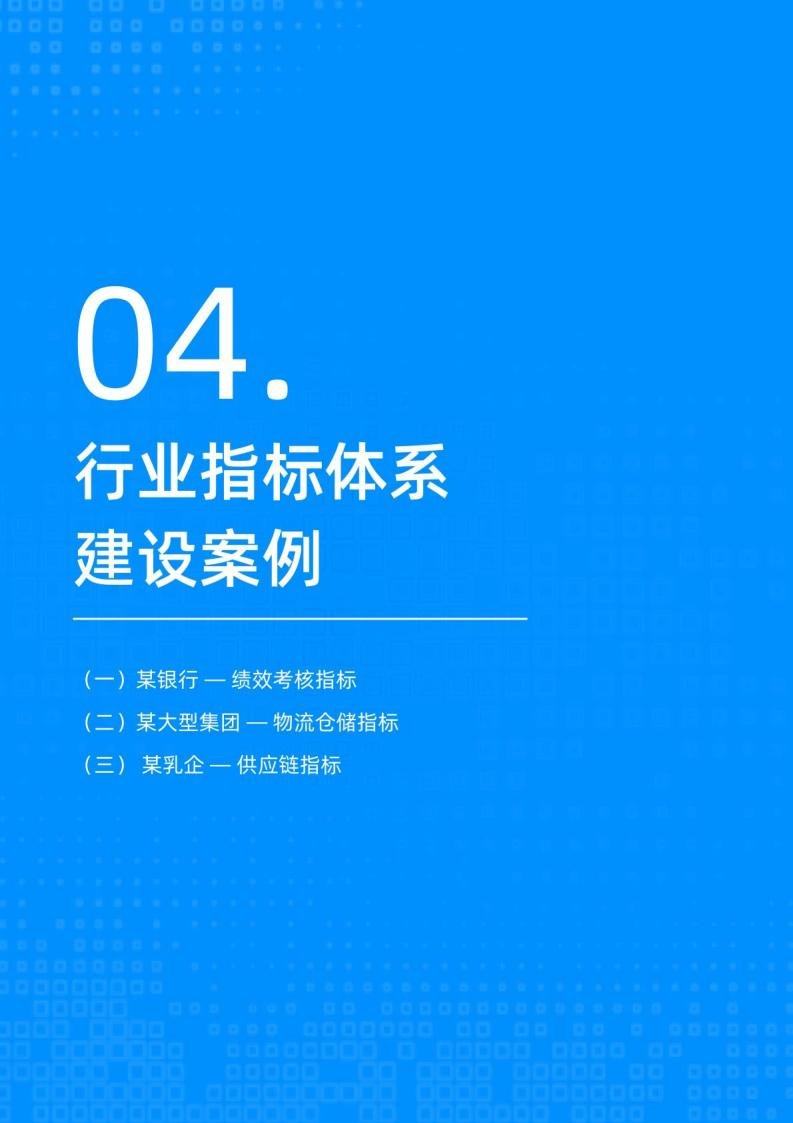 04.
行业指标体系
建设案例
（一）某银行 — 绩效考核指标
（二）某大型集团 — 物流仓储指标
（三） 某乳企 — 供应链指标